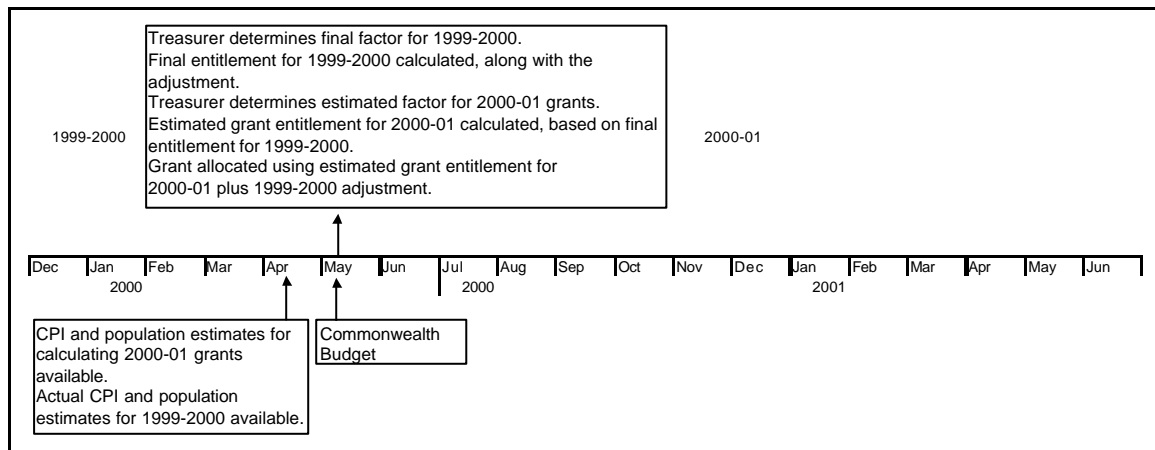 Treasurer determines final factor for 1999-2000.
Final entitlement for 1999-2000 calculated, along with the
adjustment.
Treasurer determines estimated factor for 2000-01 grants.
Estimated grant entitlement for 2000-01 calculated, based on final
entitlement for 1999-2000.
Grant allocated using estimated grant entitlement for
2000-01 plus 1999-2000 adjustment.
1999-2000
2000-01
Dec Jan Feb Mar Apr May Jun Jul Aug Sep Oct Nov Dec Jan Feb Mar Apr May Jun
2000 2000 2001
CPI and population estimates for
calculating 2000-01 grants
available.
Actual CPI and population
estimates for 1999-2000 available.
Commonwealth
Budget